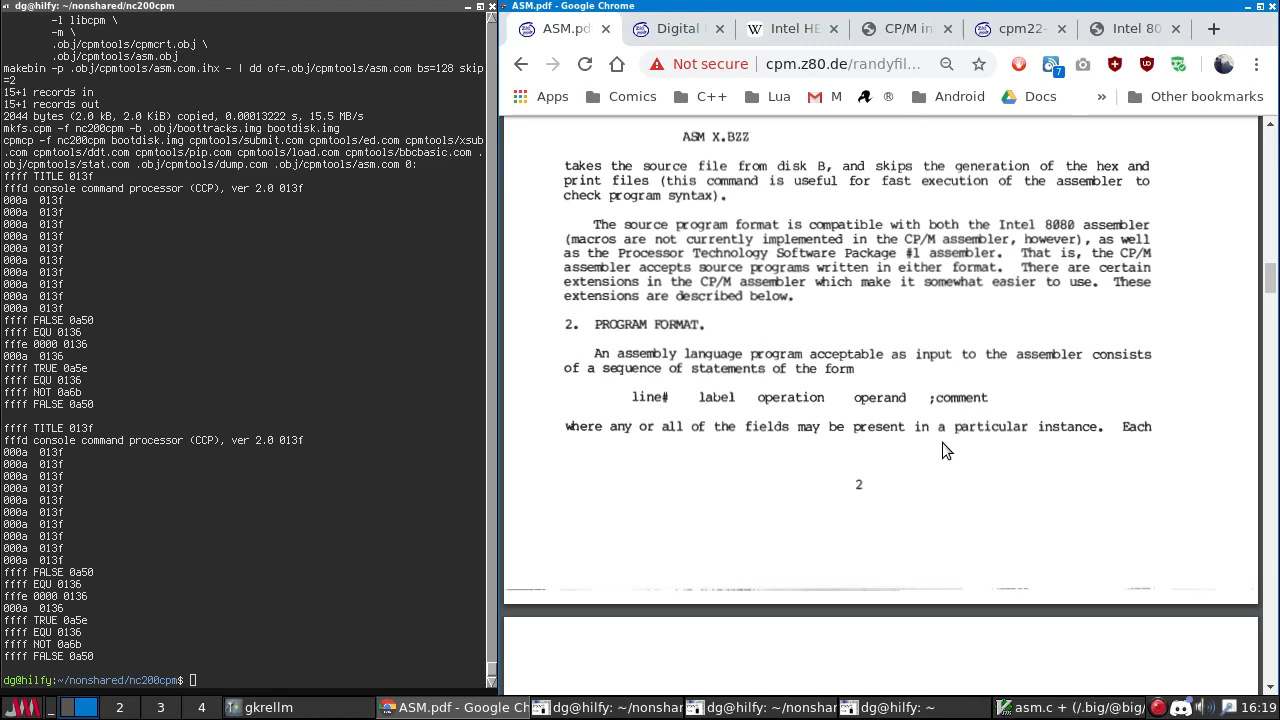 dg@hilfy: ~/nonshared/nc200cpm
-l libcpm \
-m \
.obj/cpmtools/cpmcrt.obj \
.obj/cpmtools/asm.obj
makebin -p .obj/cpmtools/asm.com.ihx - | dd of=.obj/cpmtools/asm.com bs=128 skip
=2
15+1 records in
15+1 records out
2044 bytes (2.0 kB, 2.0 KiB) copied, 0.00013222 s, 15.5 MB/s
mkfs.cpm -f nc200cpm -b .obj/boottracks.img bootdisk.img
cpmcp -f nc200cpm bootdisk.img cpmtools/submit.com cpmtools/ed.com cpmtools/xsub
.com cpmtools/ddt.com cpmtools/pip.com cpmtools/load.com cpmtools/bbcbasic.com .
obj/cpmtools/stat.com .obj/cpmtools/dump.com .obj/cpmtools/asm.com 0:
ffff TITLE 013f
fffd console command processor (CCP), ver 2.0 013f
000a  013f
000a  013f
000a  013f
000a  013f
000a  013f
000a  013f
000a  013f
000a  013f
000a  013f
000a  013f
ffff FALSE 0a50
ffff EQU 0136
fffe 0000 0136
000a  0136
ffff TRUE 0a5e
ffff EQU 0136
ffff NOT 0a6b
ffff FALSE 0a50
ffff TITLE 013f
fffd console command processor (CCP), ver 2.0 013f
000a  013f
000a  013f
000a  013f
000a  013f
000a  013f
000a  013f
000a  013f
000a  013f
000a  013f
000a  013f
ffff FALSE 0a50
ffff EQU 0136
fffe 0000 0136
000a  0136
ffff TRUE 0a5e
ffff EQU 0136
ffff NOT 0a6b
ffff FALSE 0a50
dg@hilfy:~/nonshared/nc200cpm$
ASM.pdf - Google Chrome
ASM.pdf Digital Intel HE CP/M in cpm22- Intel 80
Not secure cpm.z80.de/randyfil... 7
Apps Comics C++ Lua M ® Android Docs » Other bookmarks
ASM X.BZZ
takes the source file from disk B, and skips the generation of the hex and
print files (this command is useful for fast execution of the assembler to
check program syntax).
The source program format is compatible with both the Intel 8080 assembler
(macros are not currently implemented in the CP/M assembler, however), as well
as the Processor Technology Software Package #1 assembler. That is, the CP/M
assembler accepts source programs written in either format. There are certain
extensions in the CP/M assembler which make it somewhat easier to use. These
extensions are described below.
2. PROGRAM FORMAT.
An assembly language program acceptable as input to the assembler consists
of a sequence of statements of the form
line# label operation operand ;comment
where any or all of the fields may be present in a particular instance. Each
2
2 3 4 gkrellm ASM.pdf - Google Ch dg@hilfy: ~/nonshar dg@hilfy: ~/nonshar dg@hilfy: ~ asm.c + (/.big/@big/ 16:19